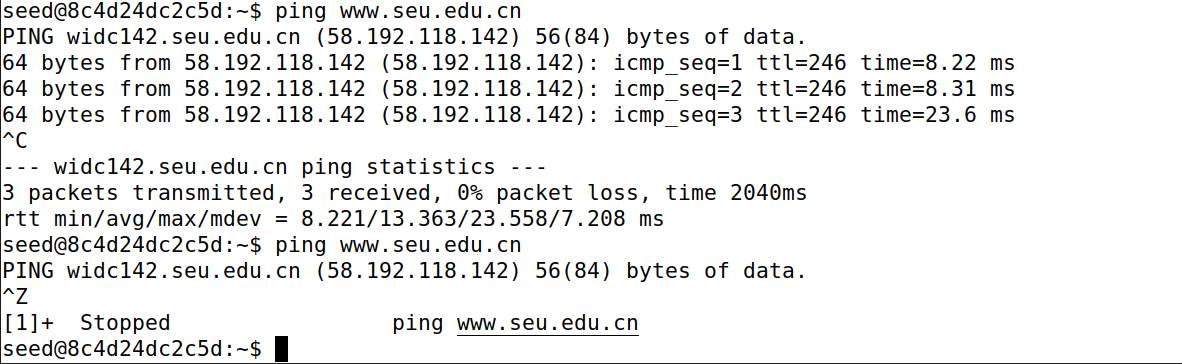 seed@8c4d24dc2c5d:~$ ping www.seu.edu.cn
PING widc142.seu.edu.cn (58.192.118.142) 56(84) bytes of data.
64 bytes from 58.192.118.142 (58.192.118.142): icmp_seq=1 ttl=246 time=8.22 ms
64 bytes from 58.192.118.142 (58.192.118.142): icmp_seq=2 ttl=246 time=8.31 ms
64 bytes from 58.192.118.142 (58.192.118.142): icmp_seq=3 ttl=246 time=23.6 ms
^C
--- widc142.seu.edu.cn ping statistics ---
3 packets transmitted, 3 received, 0% packet loss, time 2040ms
rtt min/avg/max/mdev = 8.221/13.363/23.558/7.208 ms
seed@8c4d24dc2c5d:~$ ping www.seu.edu.cn
PING widc142.seu.edu.cn (58.192.118.142) 56(84) bytes of data.
^Z
[1]+  Stopped                 ping www.seu.edu.cn
seed@8c4d24dc2c5d:~$